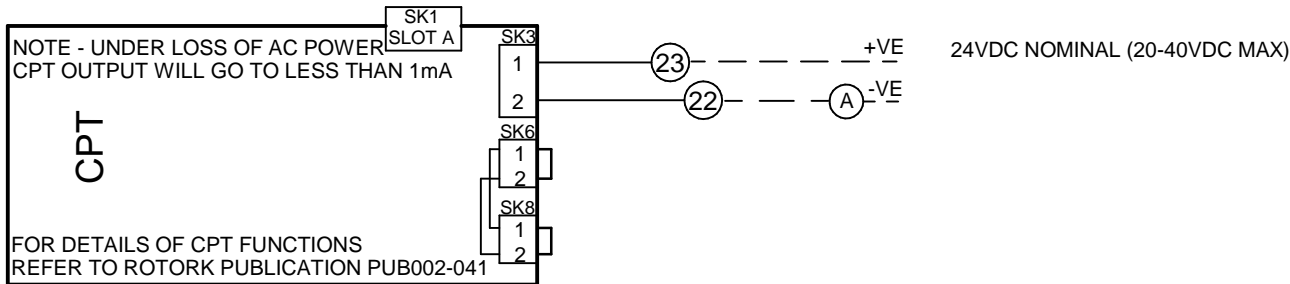 SK1
SLOT A
NOTE - UNDER LOSS OF AC POWER
CPT OUTPUT WILL GO TO LESS THAN 1mA
CPT
SK3
1
2
23
+VE
24VDC NOMINAL (20-40VDC MAX)
22
A
-VE
SK6
1
2
SK8
1
2
FOR DETAILS OF CPT FUNCTIONS
REFER TO ROTORK PUBLICATION PUB002-041